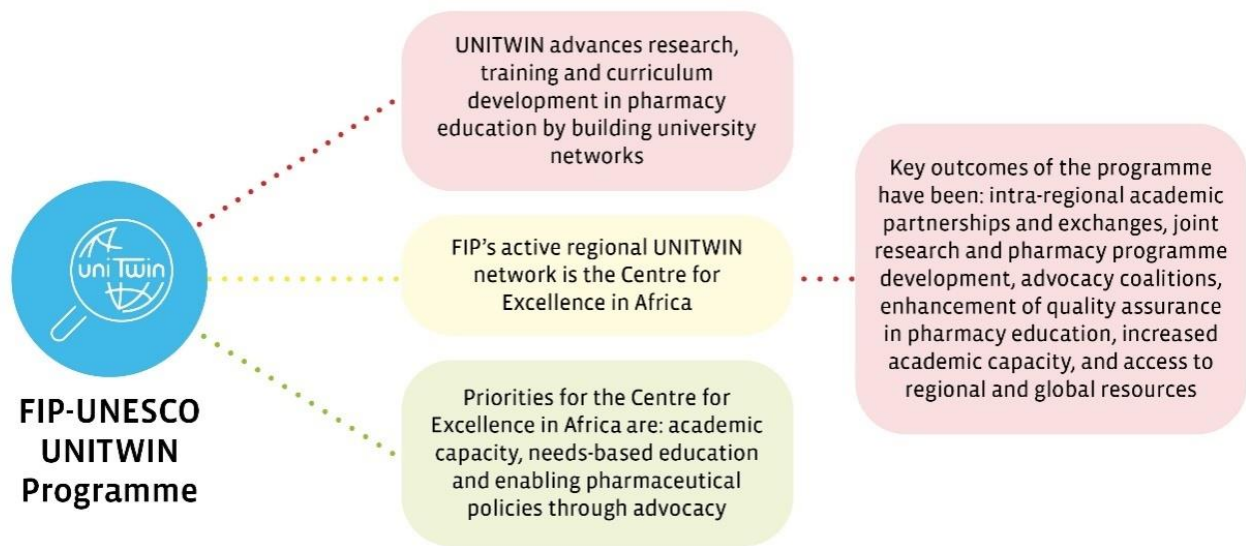 UNITWIN advances research,
training and curriculum
development in pharmacy
education by building university
networks
uniTwin
FIP-UNESCO
UNITWIN
Programme
FIP’s active regional UNITWIN
network is the Centre for
Excellence in Africa
Priorities for the Centre for
Excellence in Africa are: academic
capacity, needs-based education
and enabling pharmaceutical
policies through advocacy
Key outcomes of the programme
have been: intra-regional academic
partnerships and exchanges, joint
research and pharmacy programme
development, advocacy coalitions,
enhancement of quality assurance
in pharmacy education, increased
academic capacity, and access to
regional and global resources